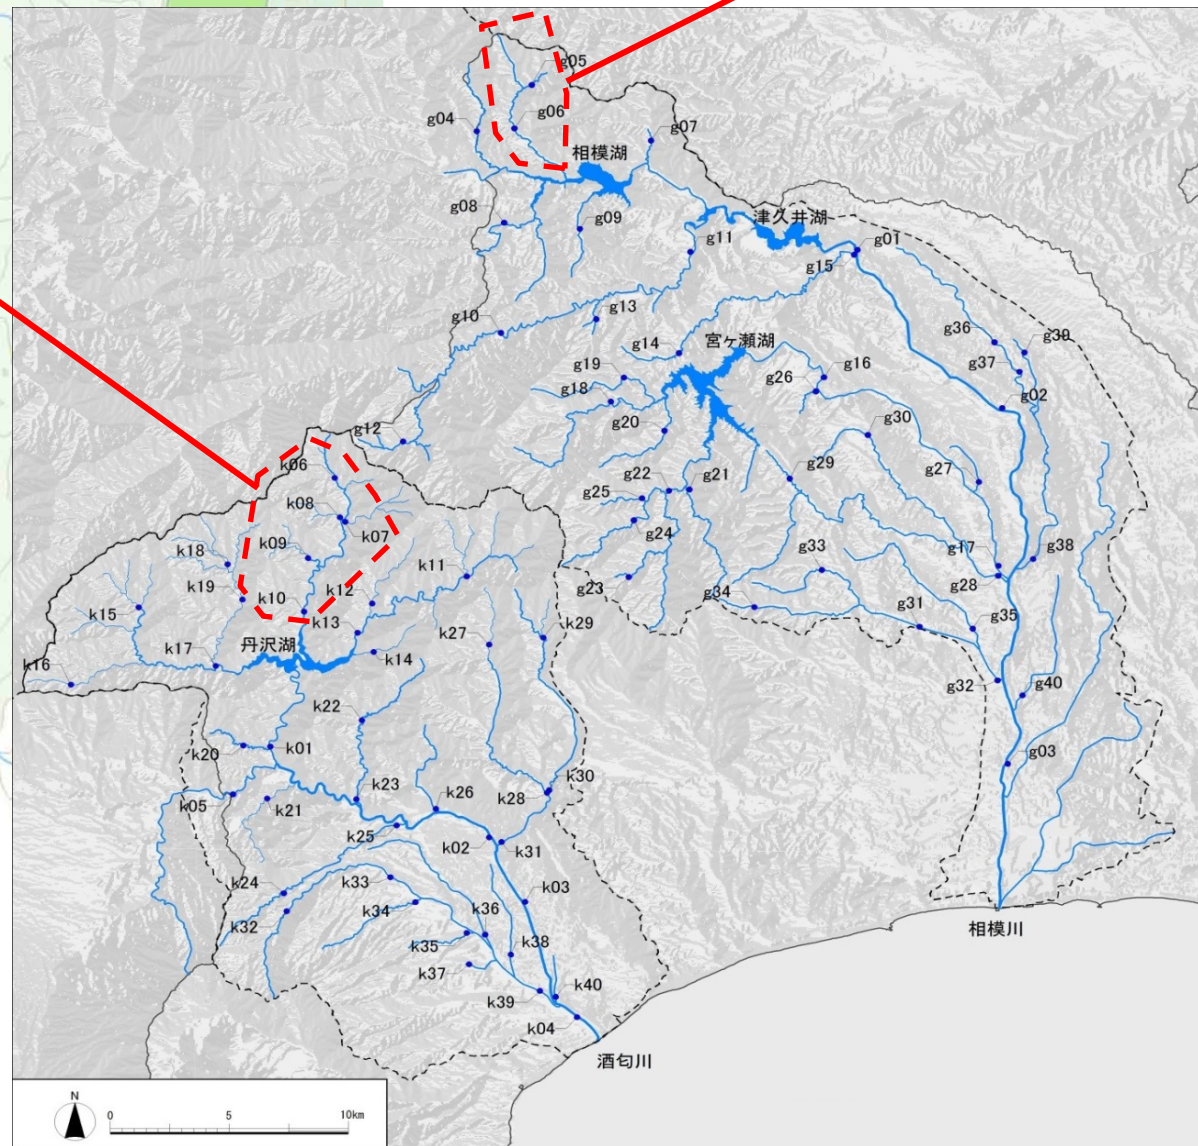 g05
g06
g04
g07
相模湖
g08
g09
津久井湖
g11
g01
g15
g13
g10
g36
g39
宮ヶ瀬湖
g14
g37
g19
g16
g26
g18
g02
g20
g30
g12
k06
g22
g21
g29
g27
g25
k08
k07
g24
k18
k09
g38
g17
k11
g33
g28
k19
k12
g23
k15
k10
g34
g31
g35
k13
k27
k29
丹沢湖
k17
k14
k16
g32
g40
k22
k20
k01
g03
k23
k30
k05
k21
k26
k28
k25
k02
k31
k24
k33
k03
k34
k36
k32
k35
k38
相模川
k37
k39
k40
k04
酒匂川
N
0 5 10km